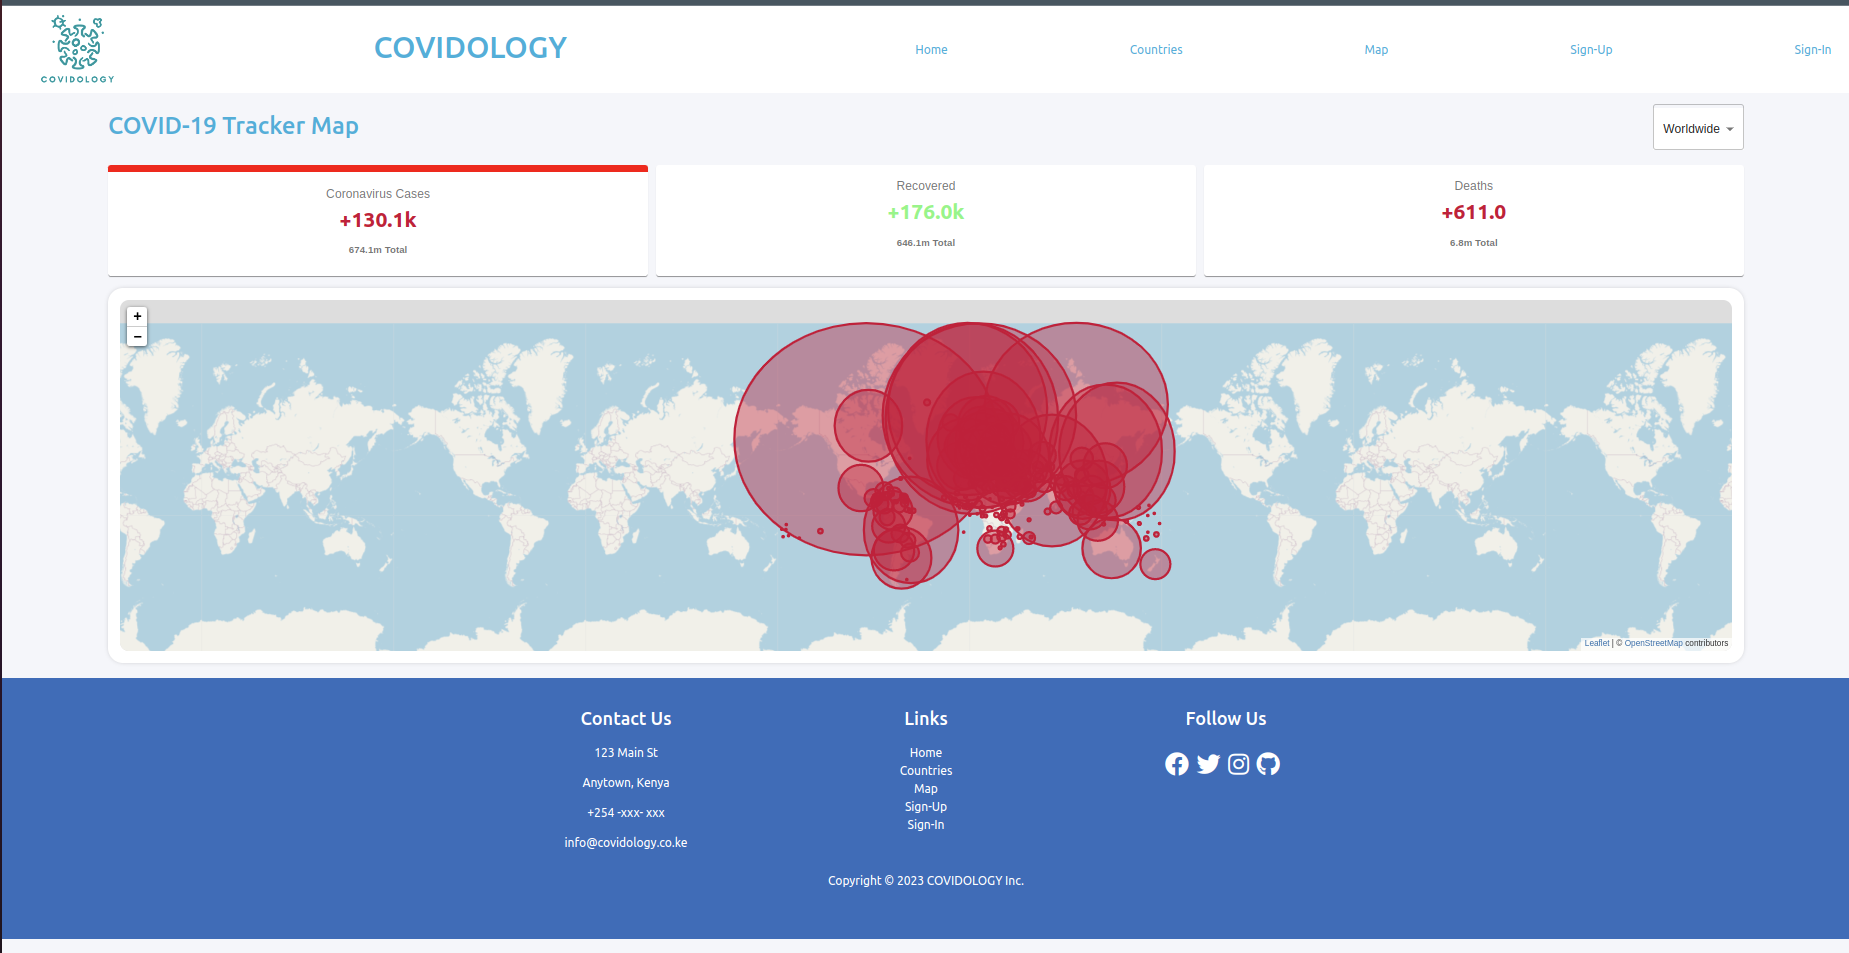 COVIDOLOGY
COVIDOLOGY
Home
Countries
Map
Sign-Up
Sign-In
COVID-19 Tracker Map
Worldwide
Coronavirus Cases
+130.1k
674.1m Total
Recovered
+176.0k
646.1m Total
Deaths
+611.0
6.8m Total
+
−
Leaflet | © OpenStreetMap contributors
Contact Us
123 Main St
Anytown, Kenya
+254 -xxx- xxx
info@covidology.co.ke
Links
Home
Countries
Map
Sign-Up
Sign-In
Follow Us
Copyright © 2023 COVIDOLOGY Inc.